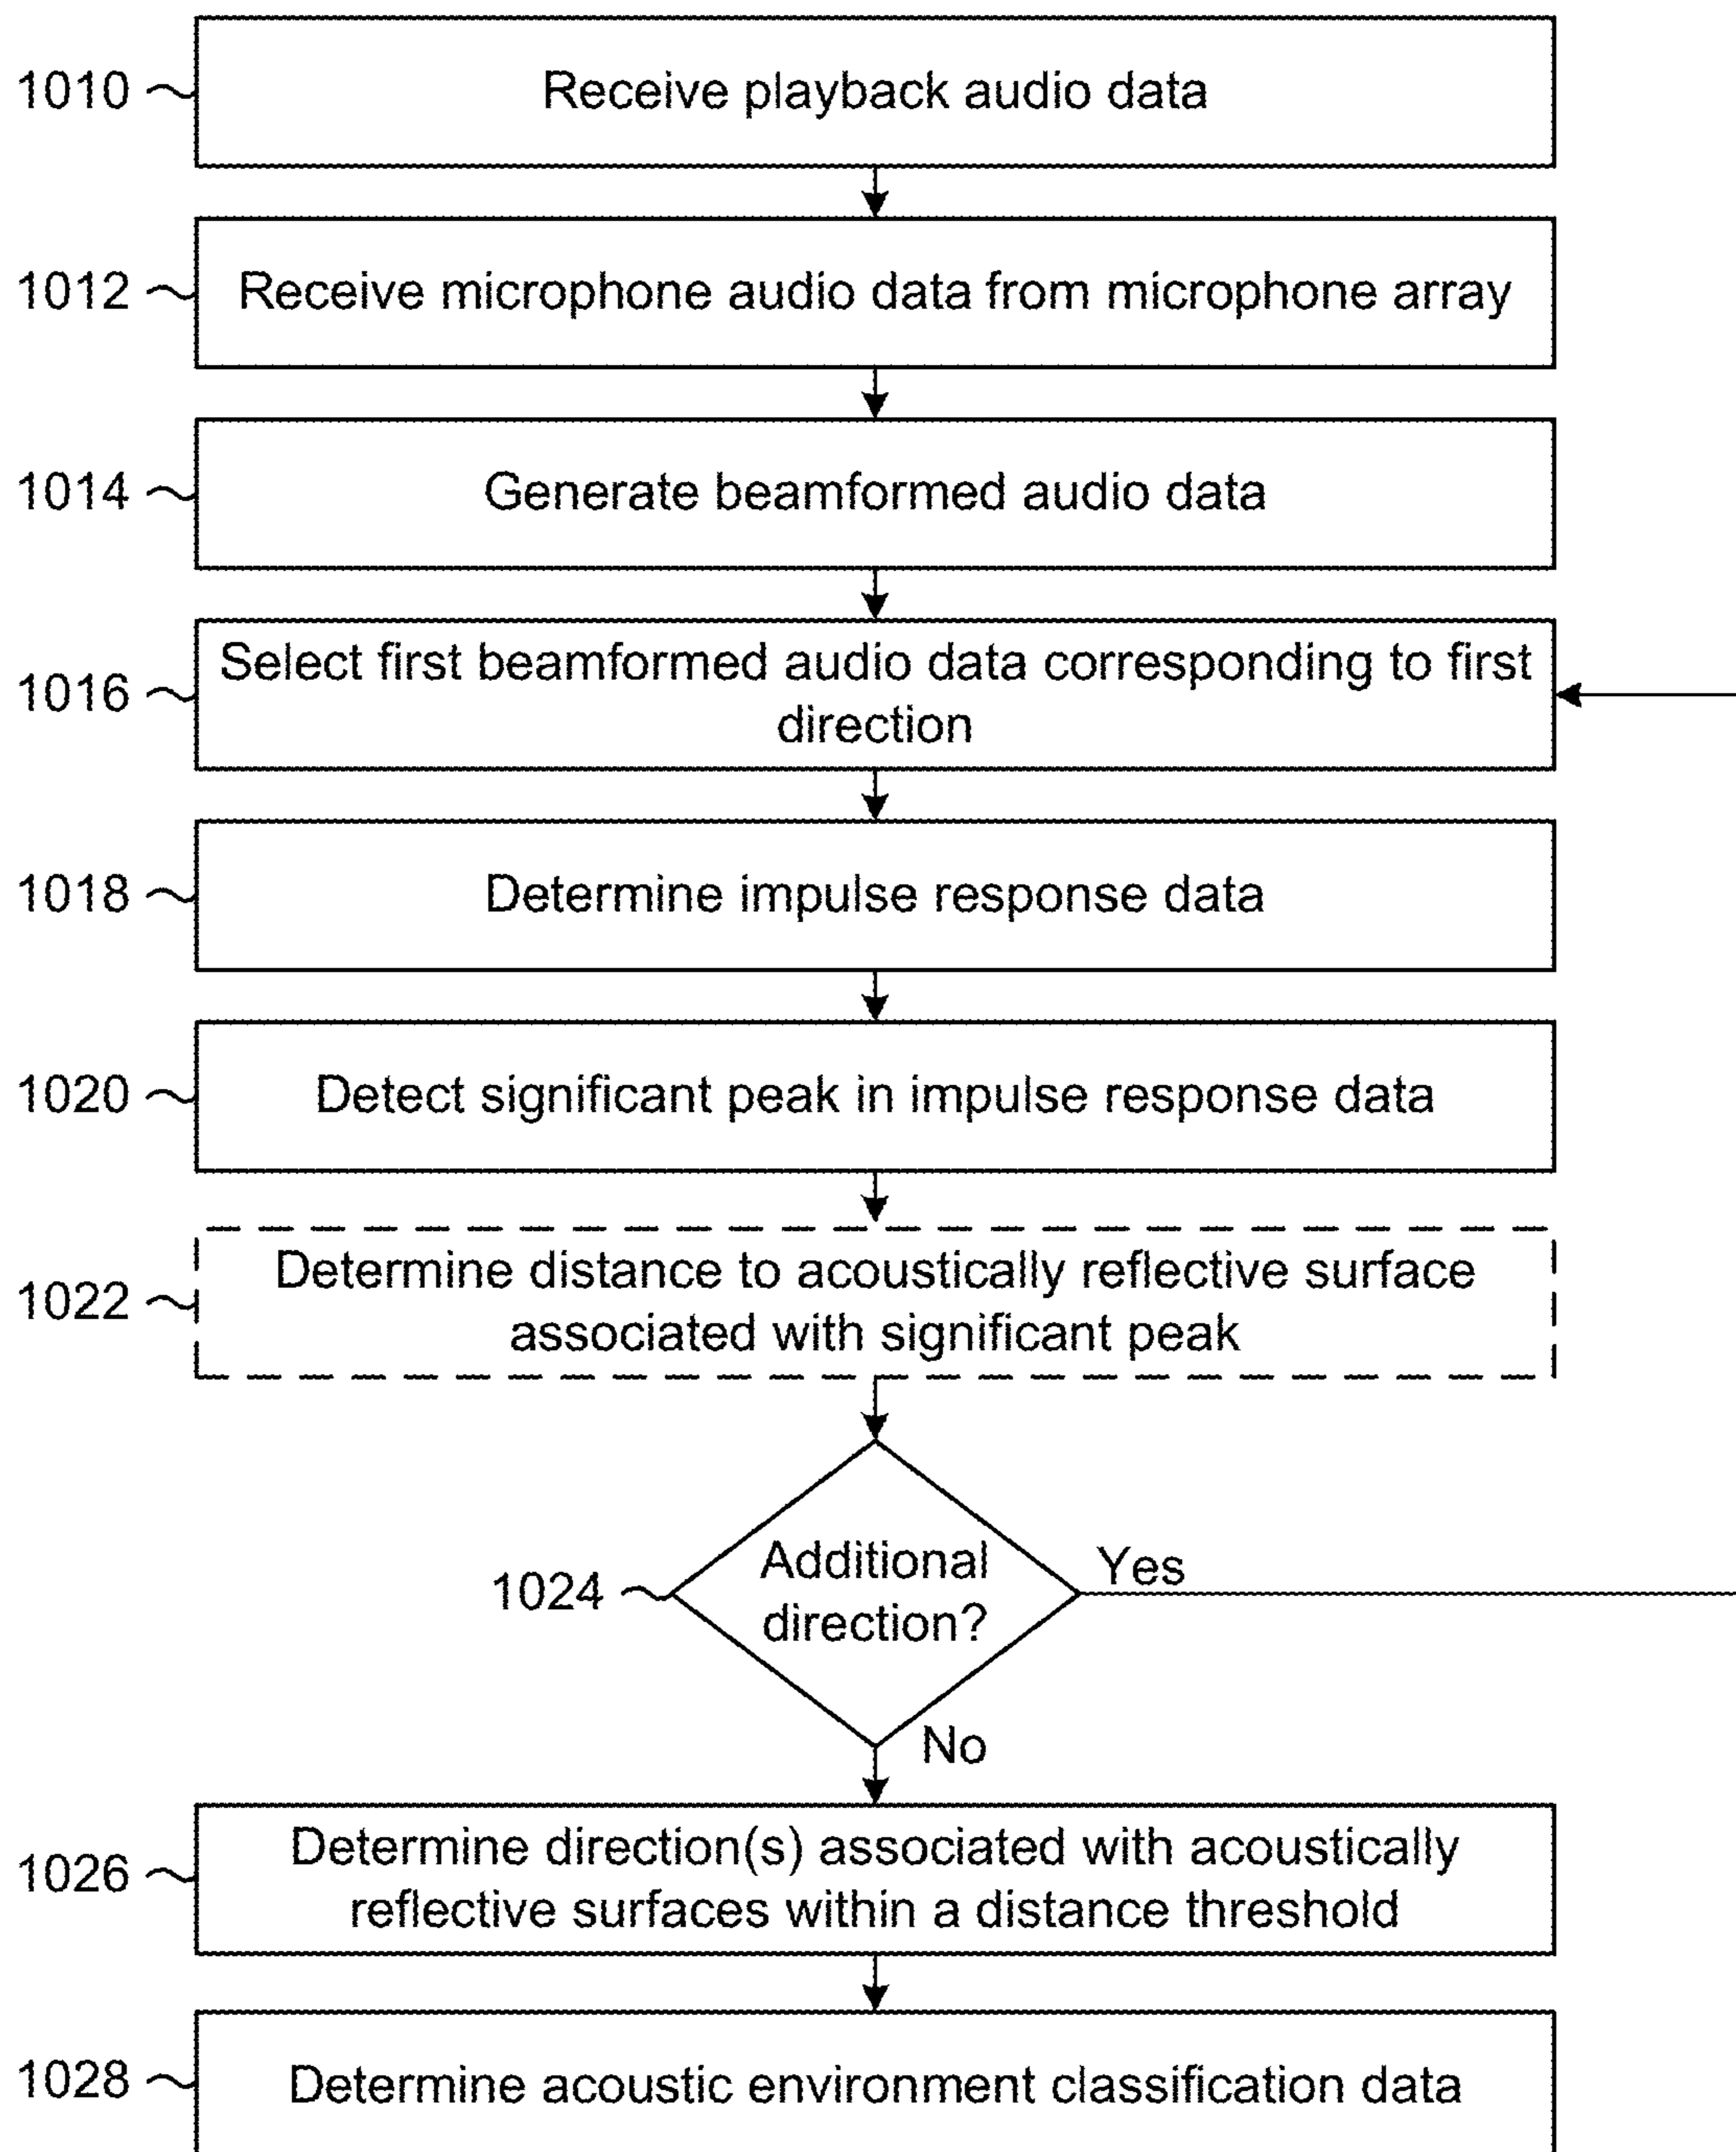 1010
Receive playback audio data
1012
Receive microphone audio data from microphone array
1014
Generate beamformed audio data
1016
Select first beamformed audio data corresponding to first
direction
1018
Determine impulse response data
1020
Detect significant peak in impulse response data
1022
Determine distance to acoustically reflective surface
associated with significant peak
1024
Additional
direction?
Yes
No
1026
Determine direction(s) associated with acoustically
reflective surfaces within a distance threshold
1028
Determine acoustic environment classification data